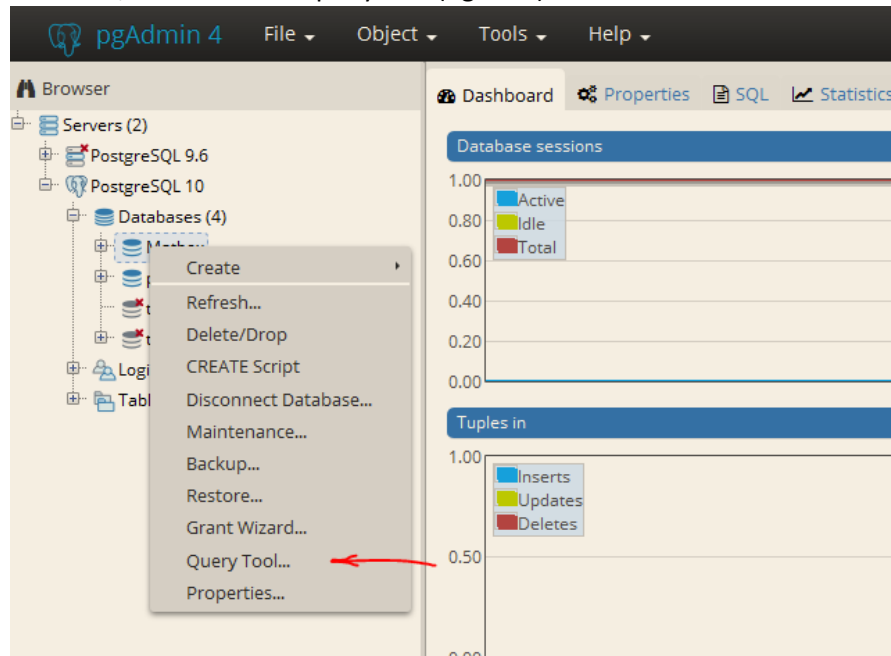 pgAdmin 4 File Object Tools Help
Browser
Servers (2)
PostgreSQL 9.6
PostgreSQL 10
Databases (4)
Logi
Tabl
Create
Refresh...
Delete/Drop
CREATE Script
Disconnect Database...
Maintenance...
Backup...
Restore...
Grant Wizard...
Query Tool...
Properties...
Dashboard Properties SQL Statistics
Database sessions
1.00
Active
0.80
Idle
Total
0.60
0.40
0.20
0.00
Tuples in
1.00
Inserts
Updates
Deletes
0.50